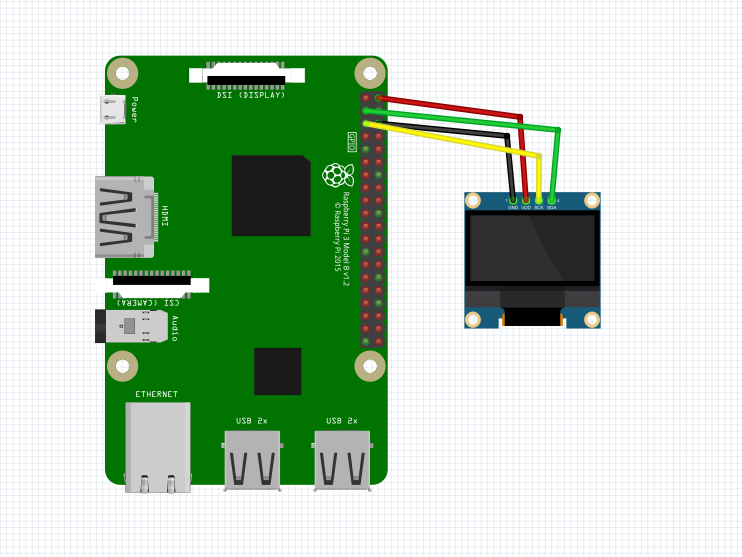 DSI (DISPLAY)
Power
GPIO
HDMI
Raspberry Pi 3 Model B v1.2
© Raspberry Pi 2015
GND VDD SCK SDA
CSI (CAMERA)
Audio
ETHERNET
USB 2x
USB 2x